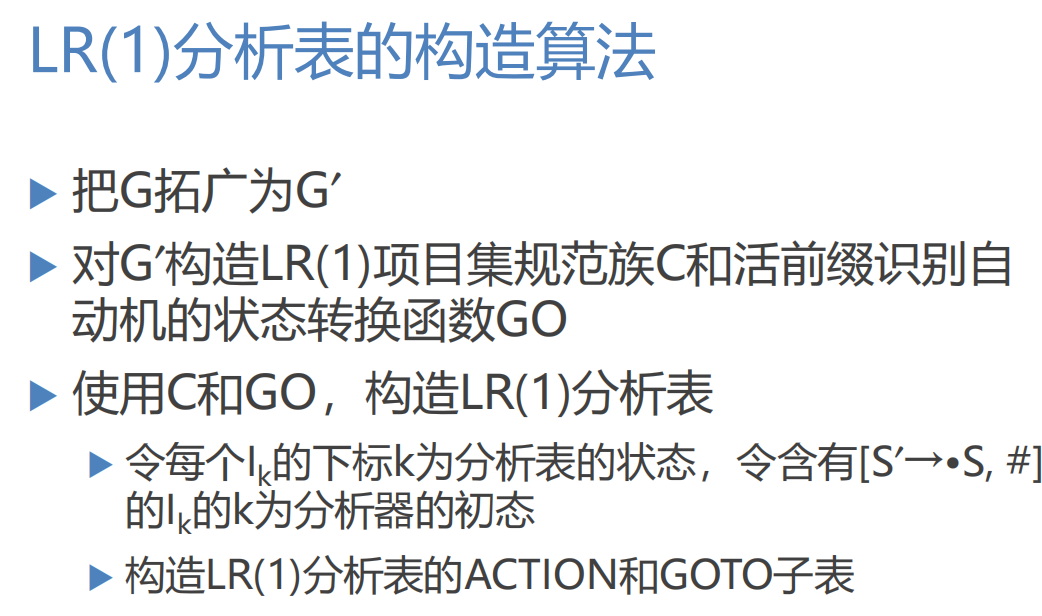 LR(1)分析表的构造算法
▶ 把G拓广为G′
▶ 对G′构造LR(1)项目集规范族C和活前缀识别自
动机的状态转换函数GO
▶ 使用C和GO，构造LR(1)分析表
▶ 令每个Ik的下标k为分析表的状态，令含有[S′→•S, #]
的Ik的k为分析器的初态
▶ 构造LR(1)分析表的ACTION和GOTO子表